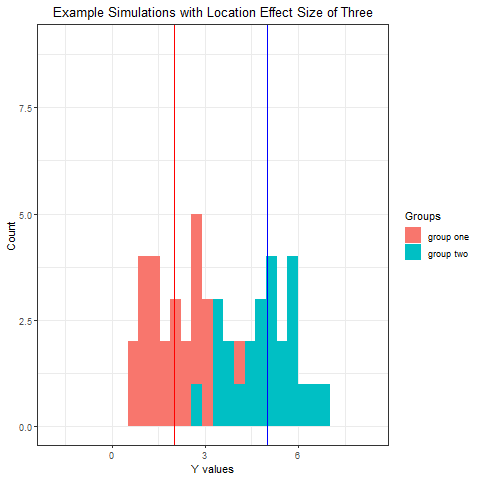 Example Simulations with Location Effect Size of Three
Count
7.5
5.0
2.5
0.0
0
3
6
Y values
Groups
group one
group two